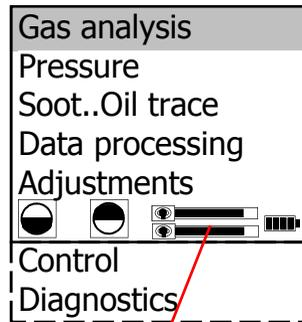 Gas analysis
Pressure
Soot..Oil trace
Data processing
Adjustments
Control
Diagnostics